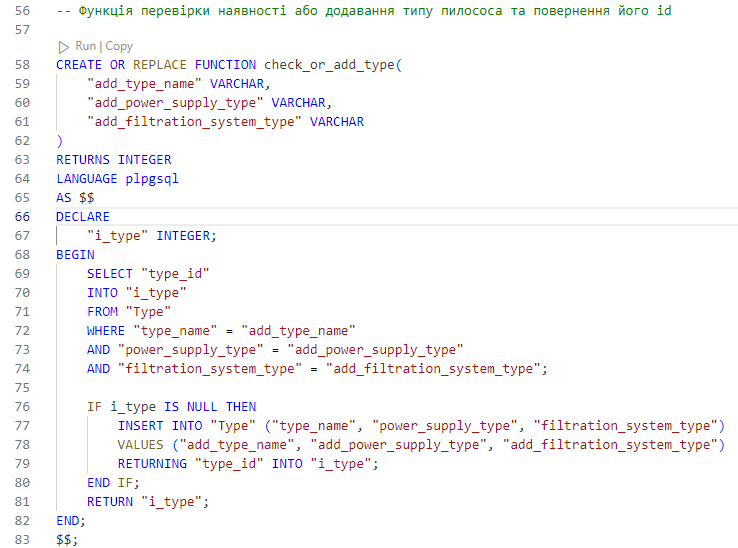 56 -- Функція перевірки наявності або додавання типу пилососа та повернення його id
57
Run | Copy
58 CREATE OR REPLACE FUNCTION check_or_add_type(
59     "add_type_name" VARCHAR,
60     "add_power_supply_type" VARCHAR,
61     "add_filtration_system_type" VARCHAR
62 )
63 RETURNS INTEGER
64 LANGUAGE plpgsql
65 AS $$
66 DECLARE
67     "i_type" INTEGER;
68 BEGIN
69     SELECT "type_id"
70     INTO "i_type"
71     FROM "Type"
72     WHERE "type_name" = "add_type_name"
73     AND "power_supply_type" = "add_power_supply_type"
74     AND "filtration_system_type" = "add_filtration_system_type";
75
76     IF i_type IS NULL THEN
77         INSERT INTO "Type" ("type_name", "power_supply_type", "filtration_system_type")
78         VALUES ("add_type_name", "add_power_supply_type", "add_filtration_system_type")
79         RETURNING "type_id" INTO "i_type";
80     END IF;
81     RETURN "i_type";
82 END;
83 $$;